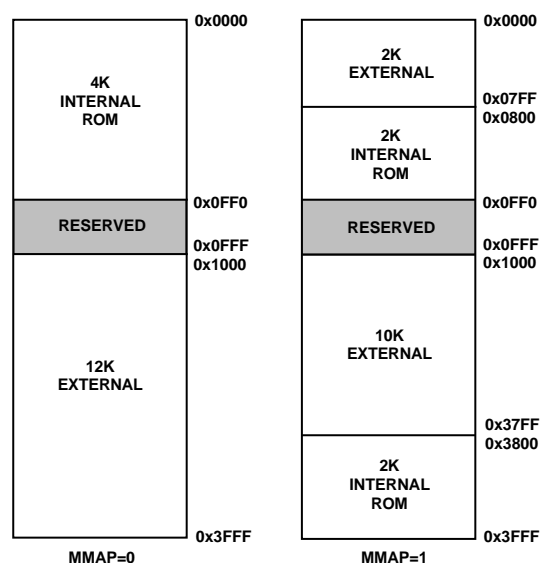 0x0000
4K
INTERNAL
ROM
0x0FF0
RESERVED
0x0FFF
0x1000
12K
EXTERNAL
0x3FFF
MMAP=0
0x0000
2K
EXTERNAL
0x07FF
0x0800
2K
INTERNAL
ROM
0x0FF0
RESERVED
0x0FFF
0x1000
10K
EXTERNAL
0x37FF
0x3800
2K
INTERNAL
ROM
0x3FFF
MMAP=1